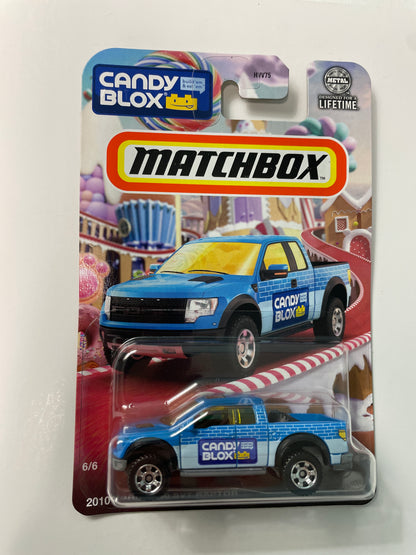 CANDY
BLOX
build'em
& eat'em
HVV75
METAL
DESIGNED FOR A
LIFETIME
MATCHBOX
CANDY
BLOX
CANDY
BLOX
6/6
2010
RAPTOR